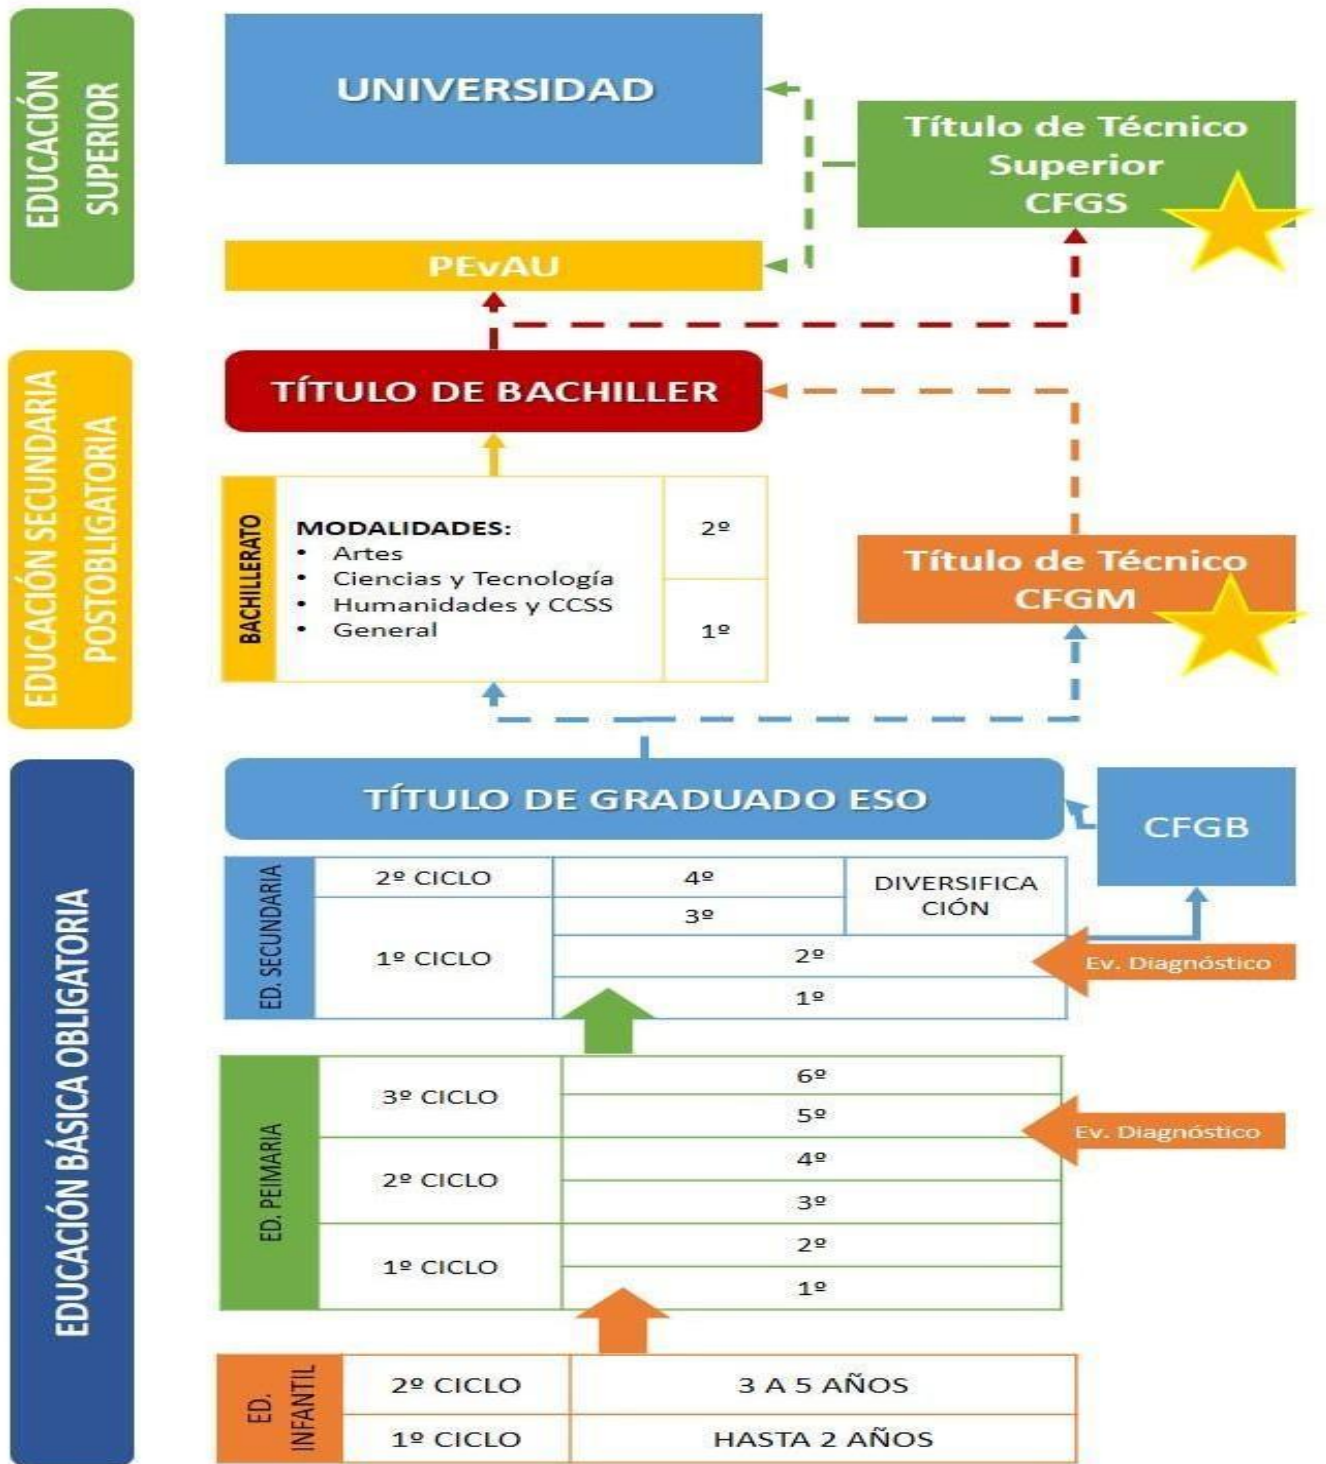 EDUCACIÓN
SUPERIOR
UNIVERSIDAD
Título de Técnico
Superior
CFGS
PEvAU
EDUCACIÓN SECUNDARIA
POSTOBLIGATORIA
TÍTULO DE BACHILLER
BACHILLERATO
MODALIDADES:
• Artes
• Ciencias y Tecnología
• Humanidades y CCSS
• General
2º
1º
Título de Técnico
CFGM
EDUCACIÓN BÁSICA OBLIGATORIA
TÍTULO DE GRADUADO ESO
CFGB
ED. SECUNDARIA
2º CICLO
4º
DIVERSIFICA
CIÓN
3º
1º CICLO
2º
Ev. Diagnóstico
1º
ED. PEIMARIA
3º CICLO
6º
5º
Ev. Diagnóstico
2º CICLO
4º
3º
1º CICLO
2º
1º
ED.
INFANTIL
2º CICLO
3 A 5 AÑOS
1º CICLO
HASTA 2 AÑOS